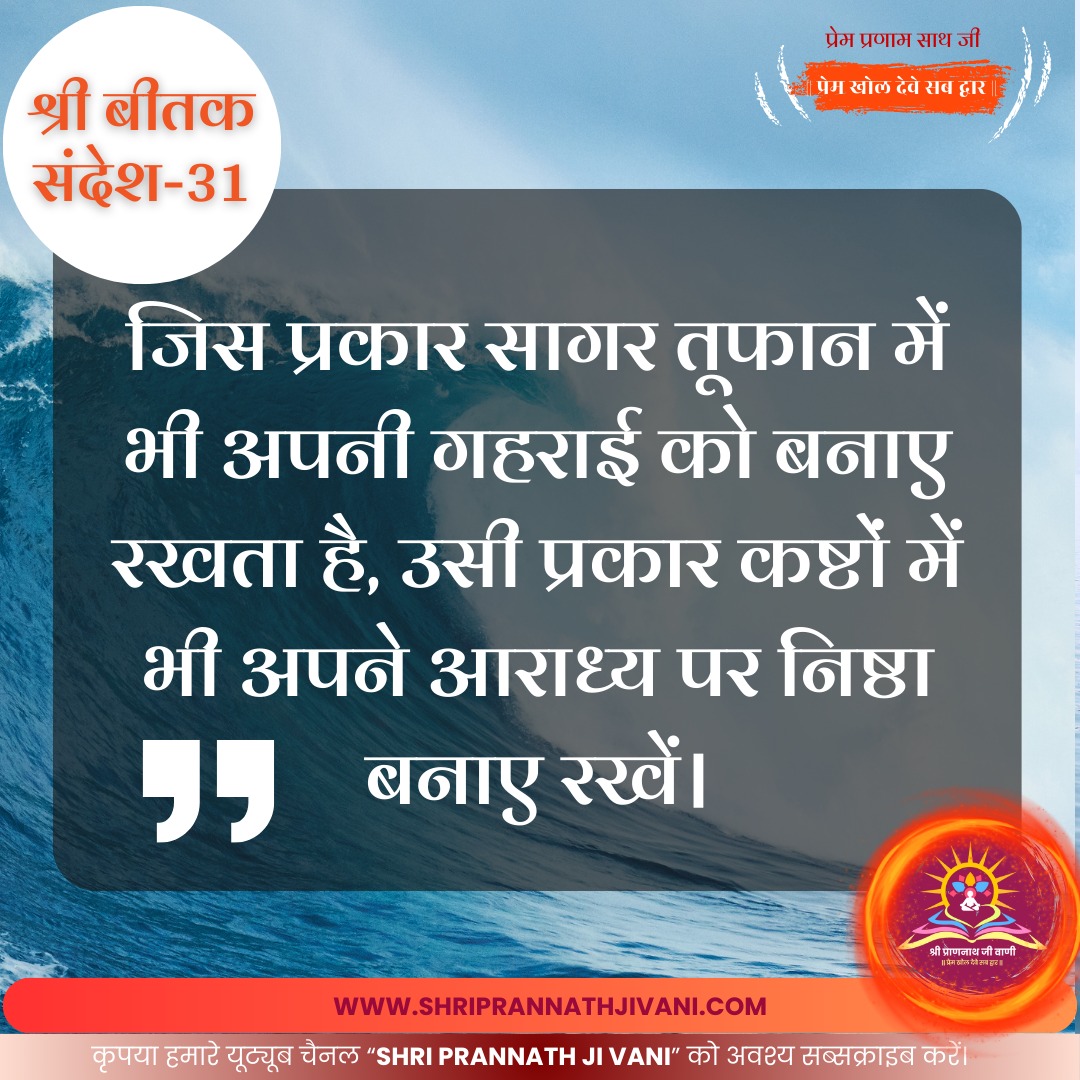 श्री बीतक
संदेश-31
प्रेम प्रणाम साथ जी
॥ प्रेम खोल देवे सब द्वार ॥
जिस प्रकार सागर तूफान में
भी अपनी गहराई को बनाए
रखता है, उसी प्रकार कष्टों में
भी अपने आराध्य पर निष्ठा
बनाए रखें।
”
श्री प्राणनाथ जी वाणी
॥ प्रेम खोल देवे सब द्वार ॥
WWW.SHRIPRANNATHJIVANI.COM
कृपया हमारे यूट्यूब चैनल “SHRI PRANNATH JI VANI” को अवश्य सब्सक्राइब करें।